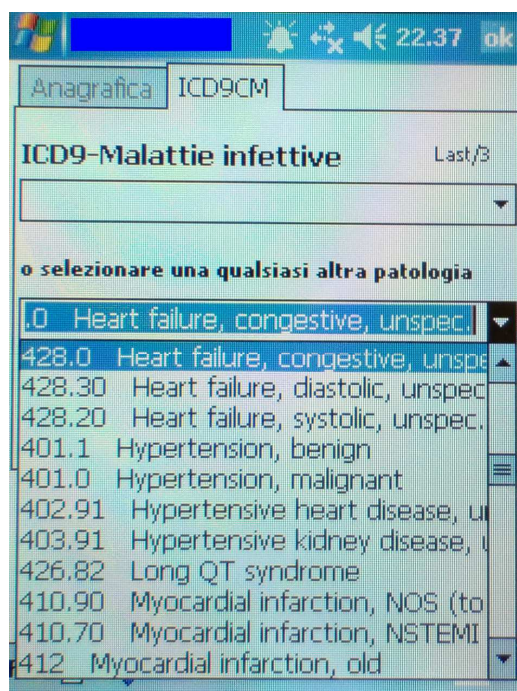 22.37 ok
Anagrafica ICD9CM
ICD9-Malattie infettive Last/3
o selezionare una qualsiasi altra patologia
.0 Heart failure, congestive, unspec.
428.0 Heart failure, congestive, unspe
428.30 Heart failure, diastolic, unspec
428.20 Heart failure, systolic, unspec.
401.1 Hypertension, benign
401.0 Hypertension, malignant
402.91 Hypertensive heart disease, u
403.91 Hypertensive kidney disease, u
426.82 Long QT syndrome
410.90 Myocardial infarction, NOS (to
410.70 Myocardial infarction, NSTEMI
412 Myocardial infarction, old